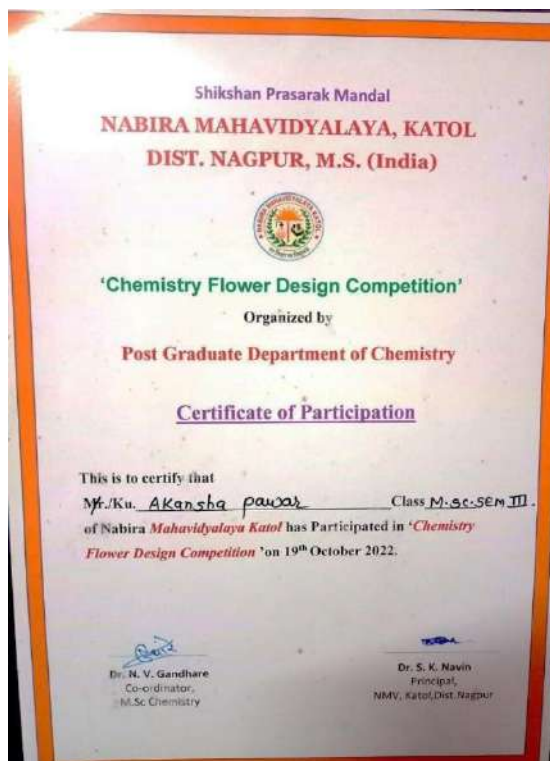 Shikshan Prasarak Mandal
NABIRA MAHAVIDYALAYA, KATOL
DIST. NAGPUR, M.S. (India)
NABIRA MAHAVIDYALAYA KATOL
'Chemistry Flower Design Competition'
Organized by
Post Graduate Department of Chemistry
Certificate of Participation
This is to certify that
Mr./Ku. Akansha pawar Class M.sc.SEM III.
of Nabira Mahavidyalaya Katol has Participated in 'Chemistry
Flower Design Competition 'on 19th October 2022.
Dr. N. V. Gandhare
Co-ordinator,
M.Sc Chemistry
Dr. S. K. Navin
Principal,
NMV, Katol,Dist.Nagpur